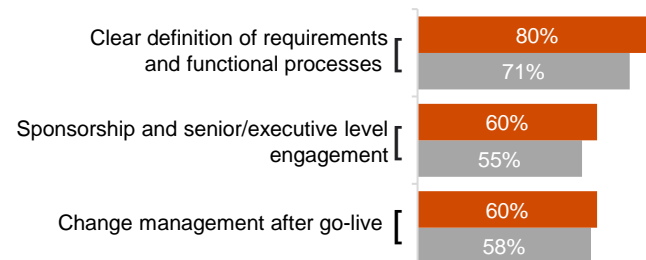 Clear definition of requirements
and functional processes
80%
71%
Sponsorship and senior/executive level
engagement
60%
55%
Change management after go-live
60%
58%